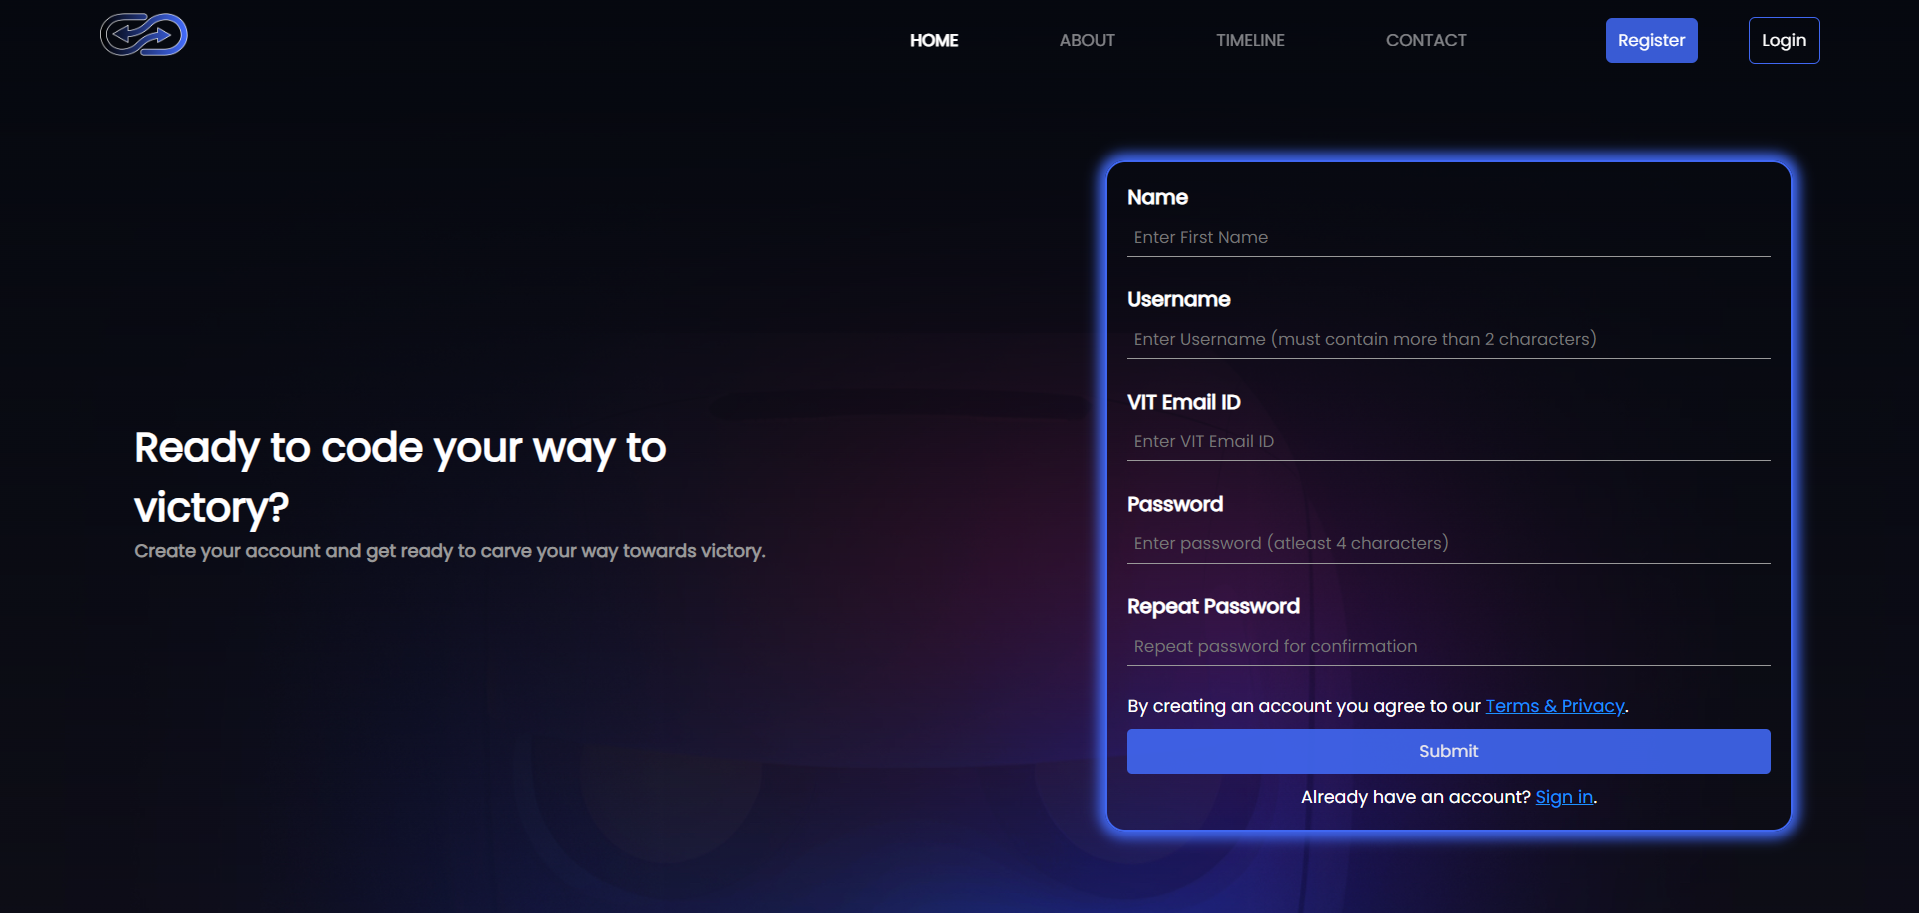 HOME
ABOUT
TIMELINE
CONTACT
Register
Login
Ready to code your way to
victory?
Create your account and get ready to carve your way towards victory.
Name
Enter First Name
Username
Enter Username (must contain more than 2 characters)
VIT Email ID
Enter VIT Email ID
Password
Enter password (atleast 4 characters)
Repeat Password
Repeat password for confirmation
By creating an account you agree to our Terms & Privacy.
Submit
Already have an account? Sign in.